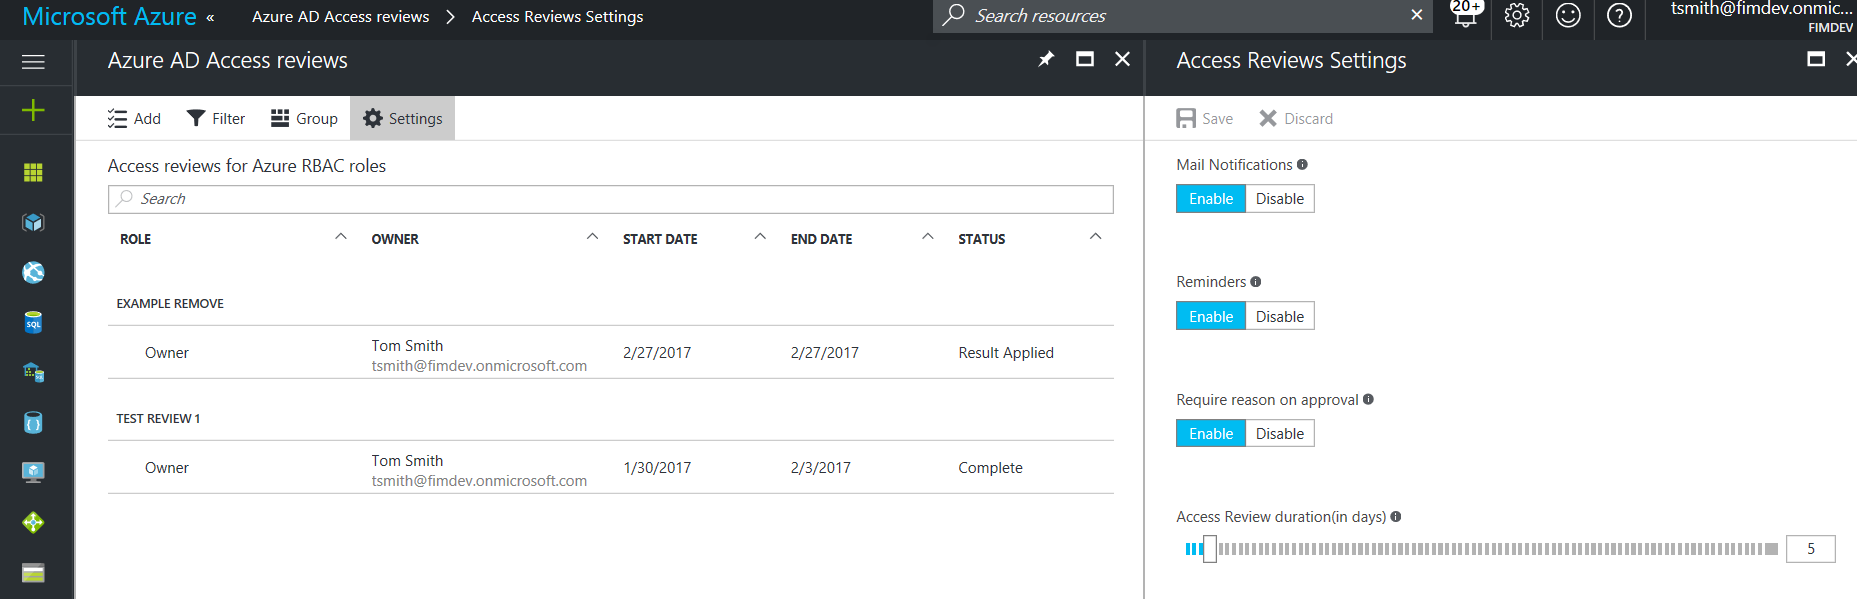 Microsoft Azure « Azure AD Access reviews > Access Reviews Settings Search resources × 20+ tsmith@fimdev.onmic...
FIMDEV
Azure AD Access reviews
Add Filter Group Settings
Access reviews for Azure RBAC roles
Search
ROLE OWNER START DATE END DATE STATUS
EXAMPLE REMOVE
Owner Tom Smith 2/27/2017 2/27/2017 Result Applied
tsmith@fimdev.onmicrosoft.com
TEST REVIEW 1
Owner Tom Smith 1/30/2017 2/3/2017 Complete
tsmith@fimdev.onmicrosoft.com
SQL
Access Reviews Settings
Save Discard
Mail Notifications
Enable Disable
Reminders
Enable Disable
Require reason on approval
Enable Disable
Access Review duration(in days)
5